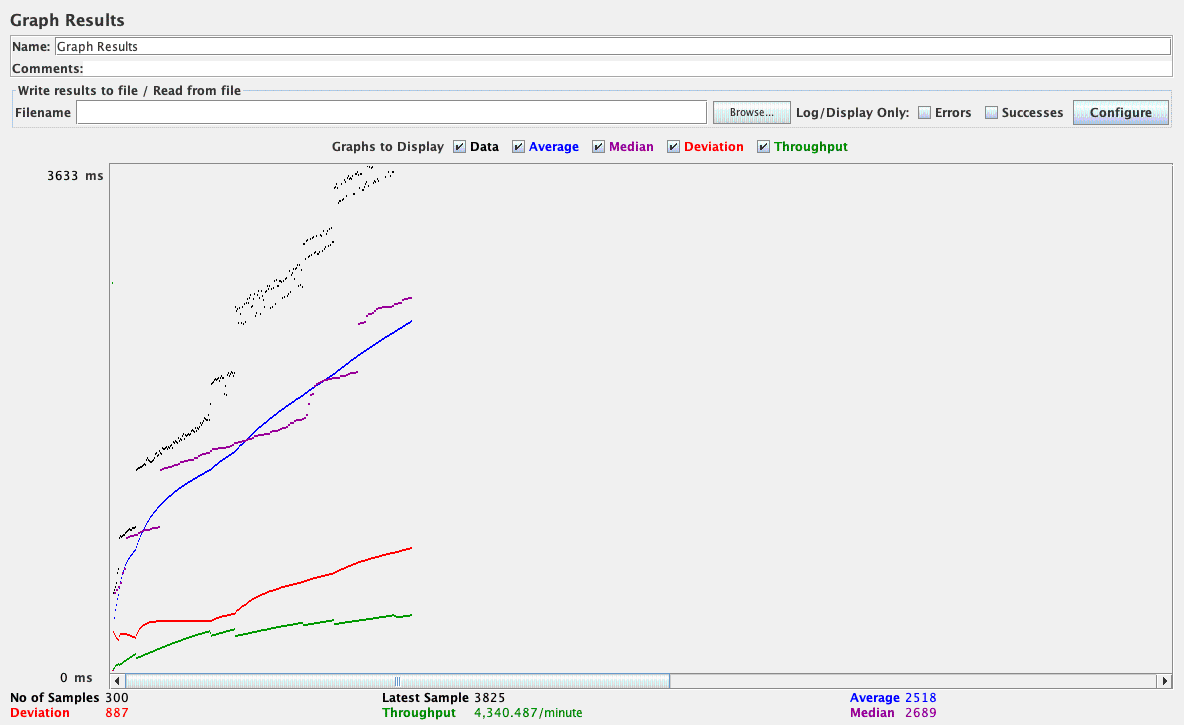 Graph Results
Name: Graph Results
Comments:
Write results to file / Read from file
Filename Browse... Log/Display Only: Errors Successes Configure
Graphs to Display Data Average Median Deviation Throughput
3633 ms
0 ms
No of Samples 300 Latest Sample 3825 Average 2518
Deviation 887 Throughput 4,340.487/minute Median 2689